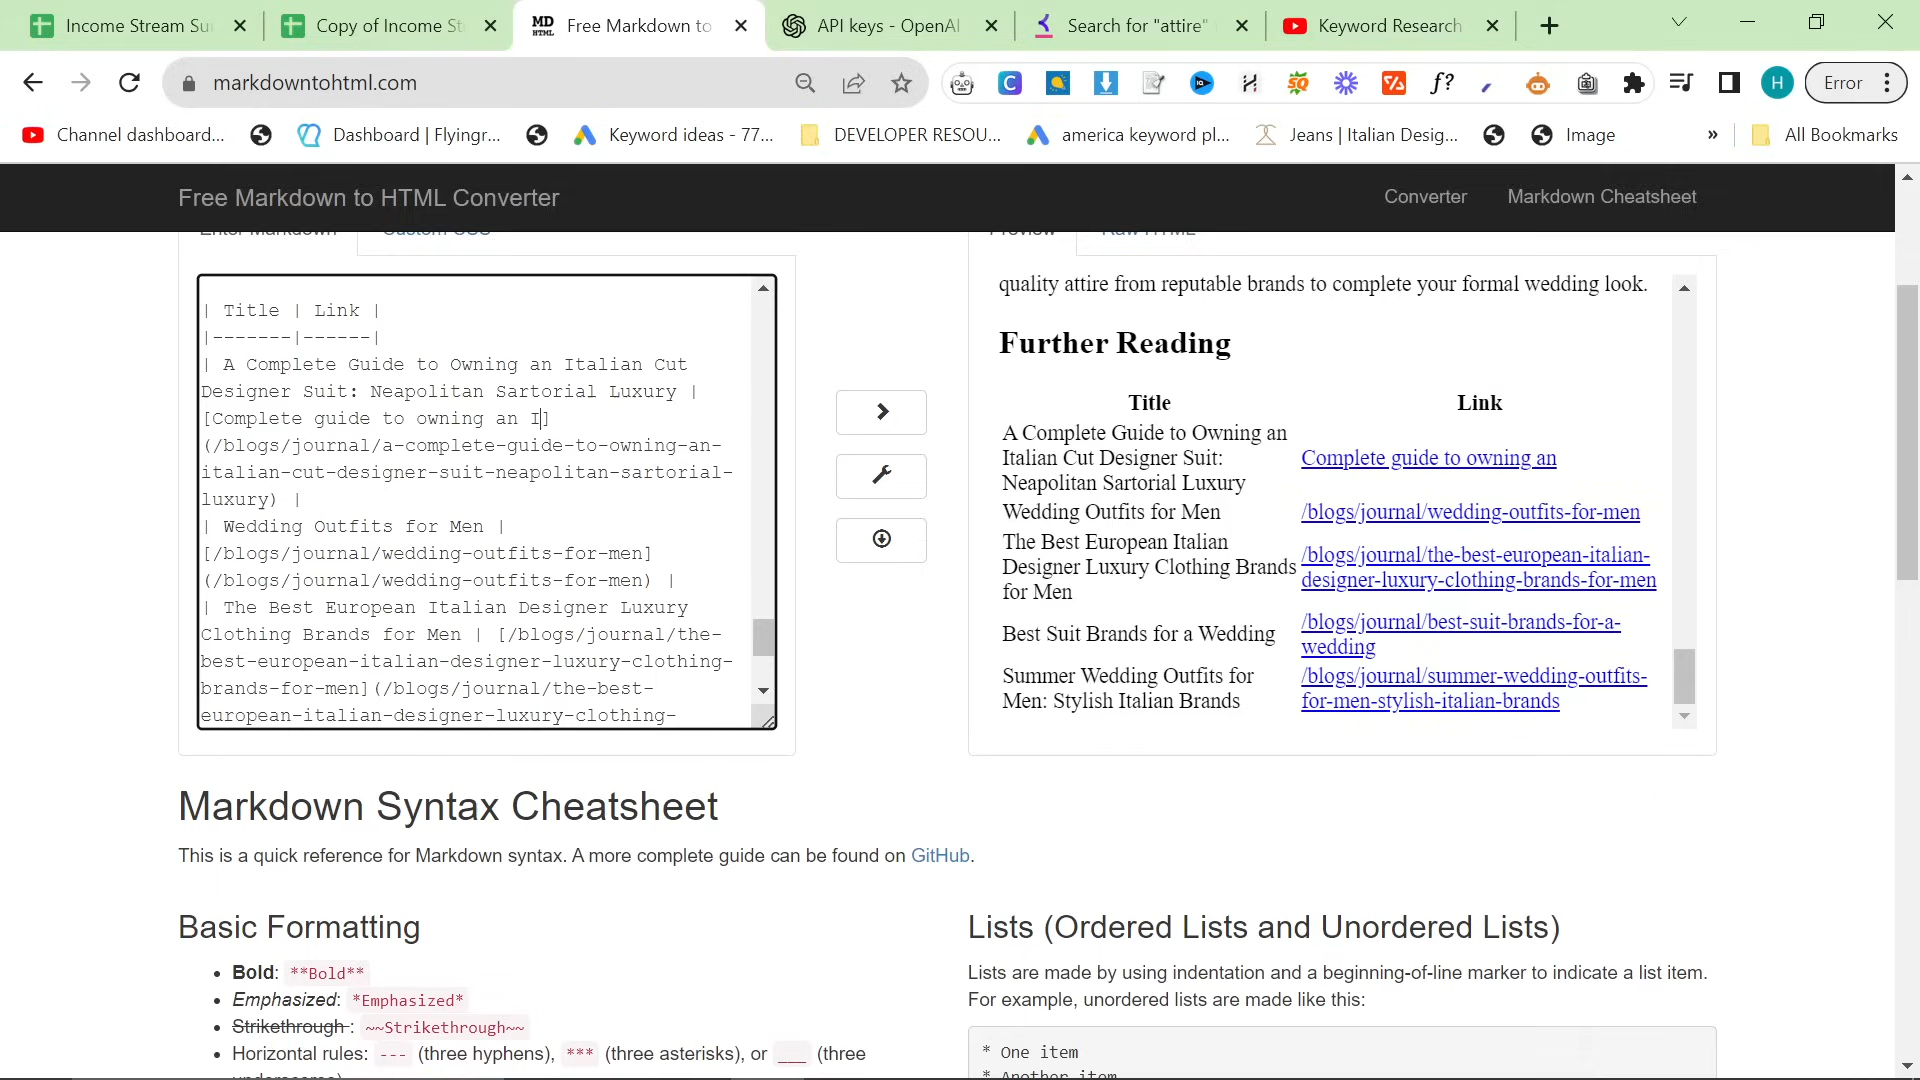 Income Stream Su
Copy of Income St
MD
HTML
Free Markdown to
API keys - OpenAI
Search for "attire"
Keyword Research
markdowntohtml.com
H
Error
Channel dashboard...
Dashboard | Flyingr...
Keyword ideas - 77...
DEVELOPER RESOU...
america keyword pl...
Jeans | Italian Desig...
Image
»
All Bookmarks
Free Markdown to HTML Converter
Converter
Markdown Cheatsheet
Enter Markdown
Custom CSS
Preview
Raw HTML
| Title | Link |
|-------|------|
| A Complete Guide to Owning an Italian Cut
Designer Suit: Neapolitan Sartorial Luxury |
[Complete guide to owning an I]
(/blogs/journal/a-complete-guide-to-owning-an-
italian-cut-designer-suit-neapolitan-sartorial-
luxury) |
| Wedding Outfits for Men |
[/blogs/journal/wedding-outfits-for-men]
(/blogs/journal/wedding-outfits-for-men) |
| The Best European Italian Designer Luxury
Clothing Brands for Men | [/blogs/journal/the-
best-european-italian-designer-luxury-clothing-
brands-for-men](/blogs/journal/the-best-
european-italian-designer-luxury-clothing-
quality attire from reputable brands to complete your formal wedding look.
Further Reading
Title
Link
A Complete Guide to Owning an
Italian Cut Designer Suit:
Neapolitan Sartorial Luxury
Complete guide to owning an
Wedding Outfits for Men
/blogs/journal/wedding-outfits-for-men
The Best European Italian
Designer Luxury Clothing Brands
for Men
/blogs/journal/the-best-european-italian-
designer-luxury-clothing-brands-for-men
Best Suit Brands for a Wedding
/blogs/journal/best-suit-brands-for-a-
wedding
Summer Wedding Outfits for
Men: Stylish Italian Brands
/blogs/journal/summer-wedding-outfits-
for-men-stylish-italian-brands
Markdown Syntax Cheatsheet
This is a quick reference for Markdown syntax. A more complete guide can be found on GitHub.
Basic Formatting
Bold: **Bold**
Emphasized: *Emphasized*
Strikethrough: ~~Strikethrough~~
Horizontal rules: --- (three hyphens), *** (three asterisks), or ___ (three
underscores)
Lists (Ordered Lists and Unordered Lists)
Lists are made by using indentation and a beginning-of-line marker to indicate a list item.
For example, unordered lists are made like this:
* One item
* Another item